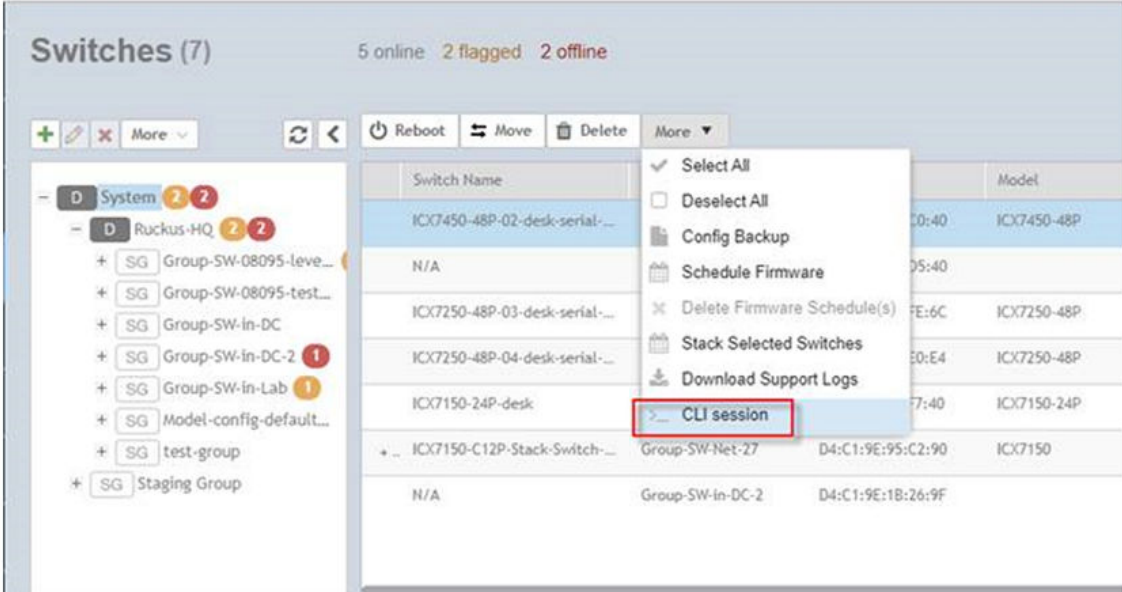 Switches (7) 5 online 2 flagged 2 offline
More Reboot Move Delete More
Select All
Deselect All
Config Backup
Schedule Firmware
Delete Firmware Schedule(s)
Stack Selected Switches
Download Support Logs
CLI session
D System 2 2
D Ruckus-HQ 2 2
SG Group-SW-08095-leve...
SG Group-SW-08095-test...
SG Group-SW-in-DC
SG Group-SW-in-DC-2 1
SG Group-SW-in-Lab 1
SG Model-config-default...
SG test-group
SG Staging Group
Switch Name Model
ICX7450-48P-02-desk-serial-... C0:40 ICX7450-48P
N/A D5:40
ICX7250-48P-03-desk-serial-... FE:6C ICX7250-48P
ICX7250-48P-04-desk-serial-... E0:E4 ICX7250-48P
ICX7150-24P-desk F7:40 ICX7150-24P
ICX7150-C12P-Stack-Switch-... Group-SW-Net-27 D4:C1:9E:95:C2:90 ICX7150
N/A Group-SW-in-DC-2 D4:C1:9E:1B:26:9F